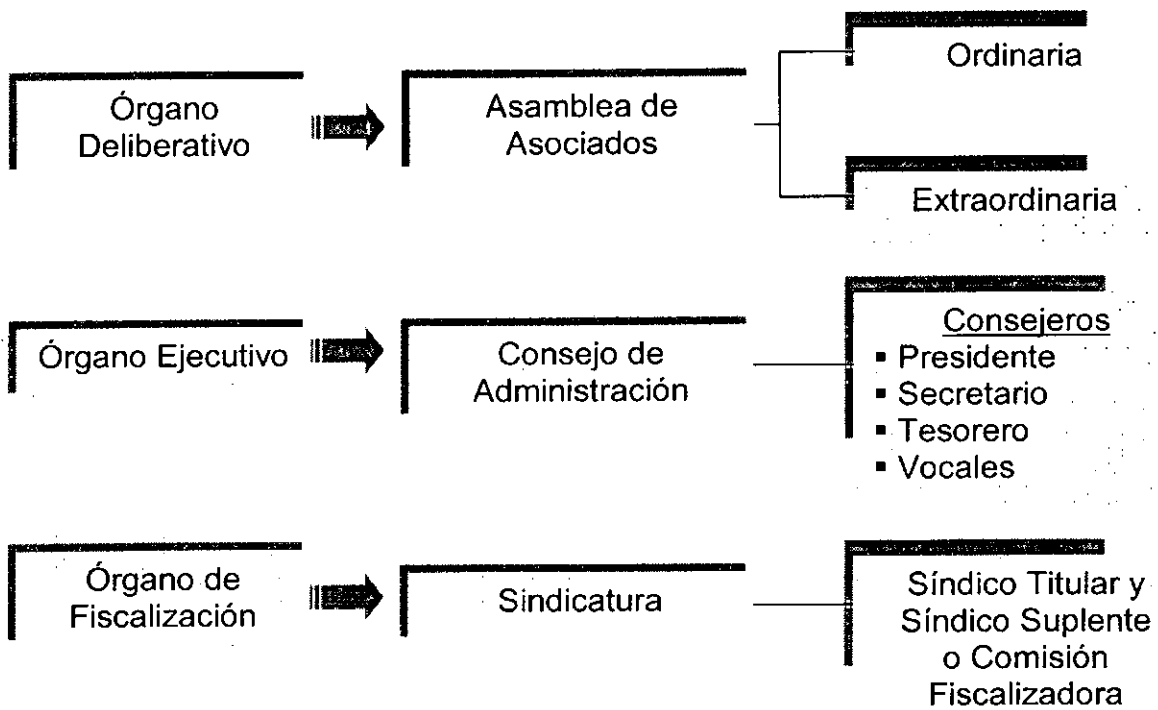 Órgano
Deliberativo
Asamblea de
Asociados
Ordinaria
Extraordinaria
Órgano Ejecutivo
Consejo de
Administración
Consejeros
▪ Presidente
▪ Secretario
▪ Tesorero
▪ Vocales
Órgano de
Fiscalización
Sindicatura
Síndico Titular y
Síndico Suplente
o Comisión
Fiscalizadora